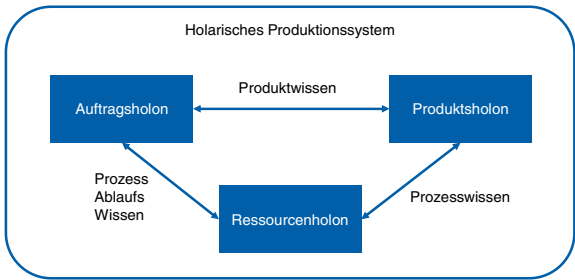 Holarisches Produktionssystem
Produktwissen
Auftragsholon
Produktsholon
Prozess
Ablaufs
Wissen
Prozesswissen
Ressourcenholon